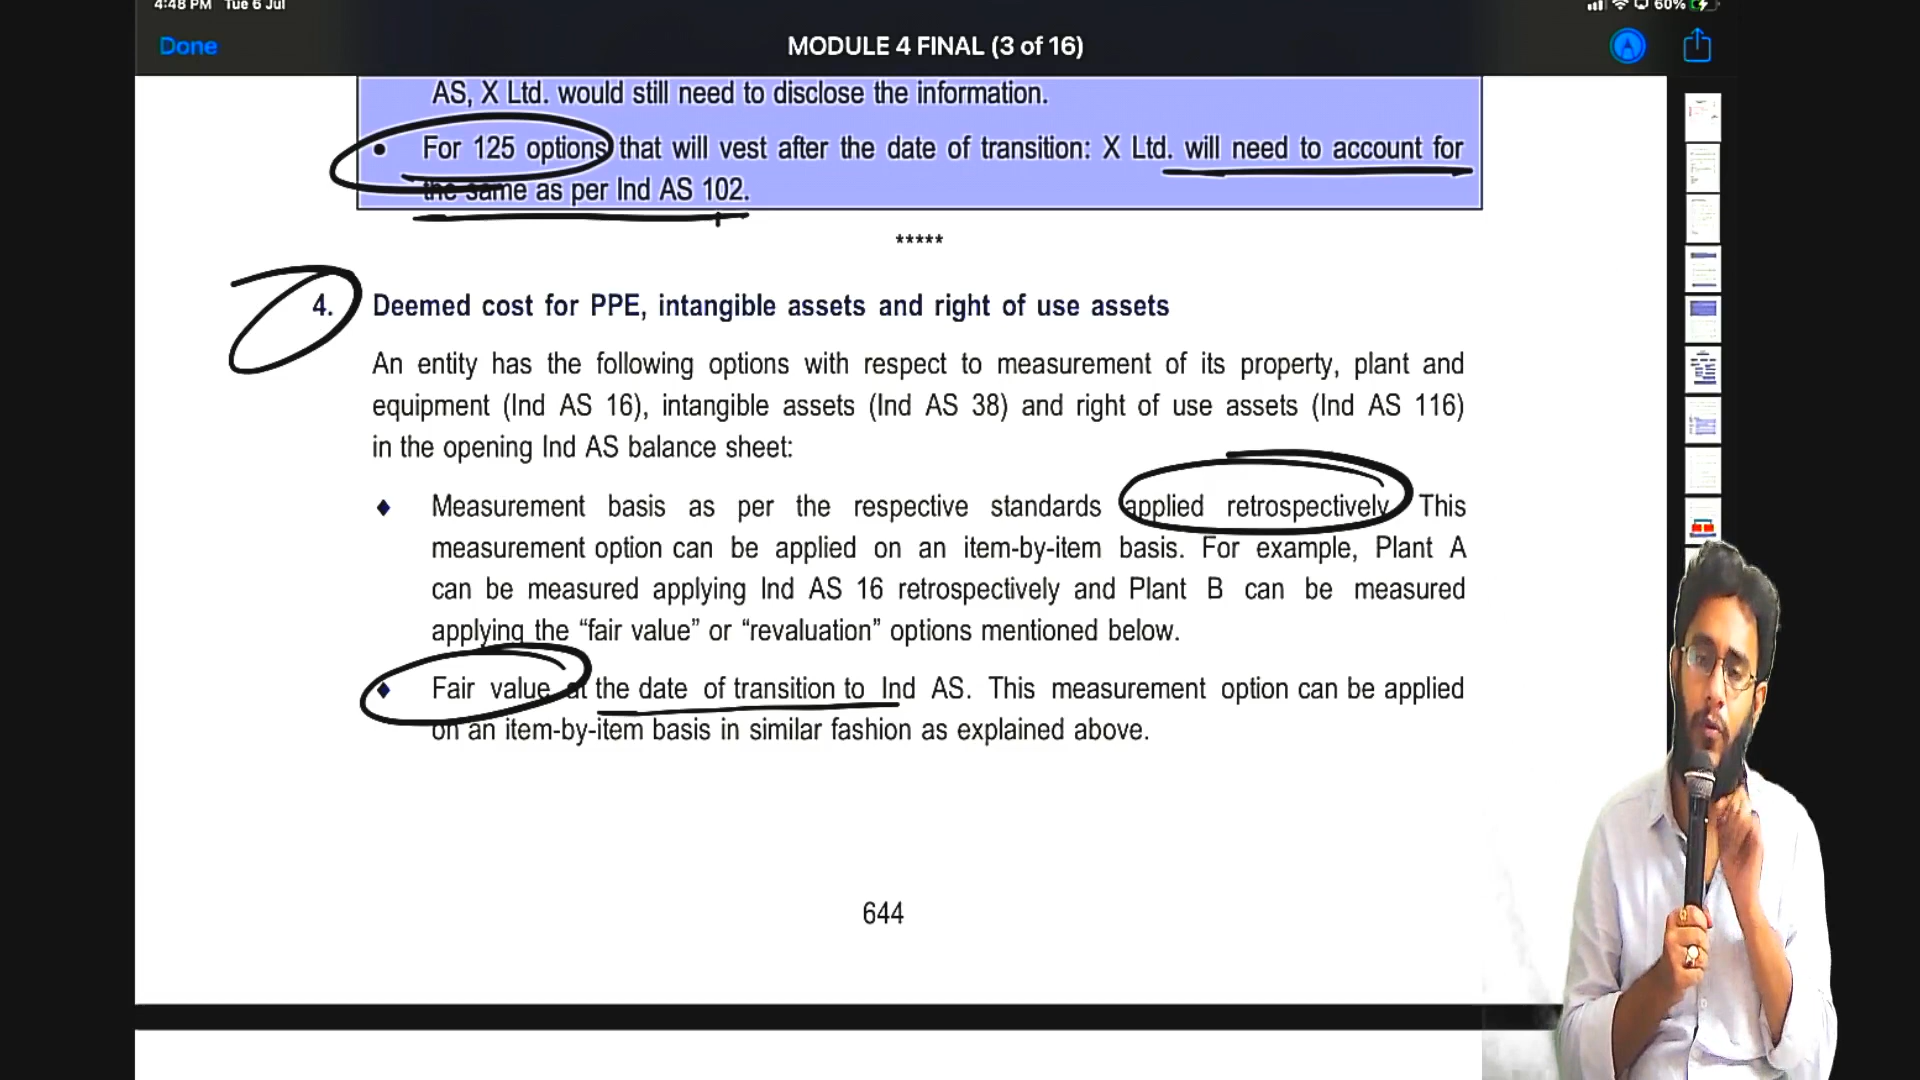 4:48 PM Tue 6 Jul
60%
Done
MODULE 4 FINAL (3 of 16)
AS, X Ltd. would still need to disclose the information.
• For 125 options that will vest after the date of transition: X Ltd. will need to account for
the same as per Ind AS 102.
*****
4. Deemed cost for PPE, intangible assets and right of use assets
An entity has the following options with respect to measurement of its property, plant and
equipment (Ind AS 16), intangible assets (Ind AS 38) and right of use assets (Ind AS 116)
in the opening Ind AS balance sheet:
♦ Measurement basis as per the respective standards applied retrospectively This
measurement option can be applied on an item-by-item basis. For example, Plant A
can be measured applying Ind AS 16 retrospectively and Plant B can be measured
applying the “fair value” or “revaluation” options mentioned below.
♦ Fair value at the date of transition to Ind AS. This measurement option can be applied
on an item-by-item basis in similar fashion as explained above.
644